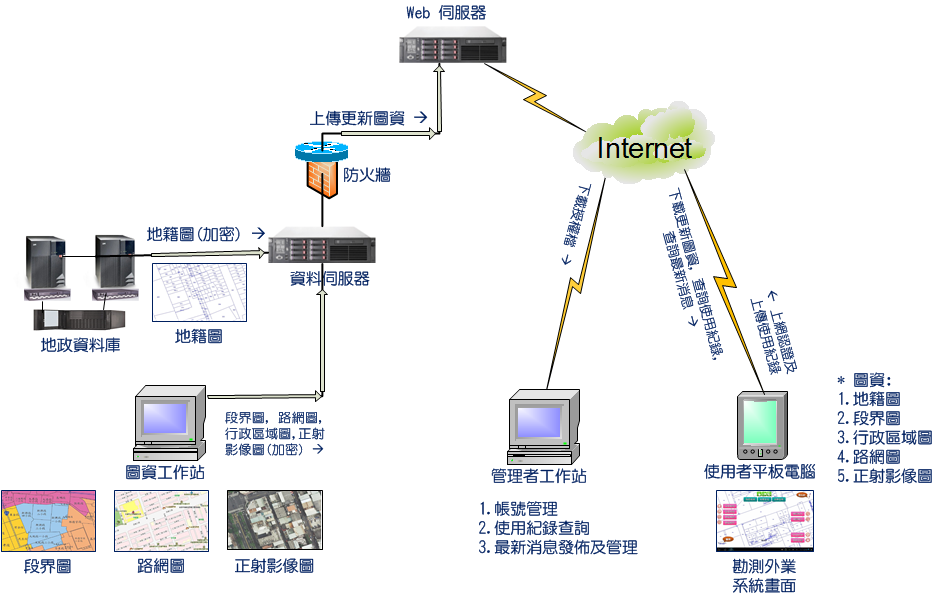 Web 伺服器
上傳更新圖資 →
Internet
防火牆
地籍圖(加密) →
資料伺服器
地籍圖
地政資料庫
下載授權檔 →
下載更新圖資, 查詢使用紀錄,
查詢最新消息 →
← 上網認證及
上傳使用紀錄
段界圖, 路網圖,
行政區域圖,正射
影像圖(加密) →
圖資工作站
管理者工作站
使用者平板電腦
* 圖資:
1.地籍圖
2.段界圖
3.行政區域圖
4.路網圖
5.正射影像圖
1.帳號管理
2.使用紀錄查詢
3.最新消息發佈及管理
段界圖
路網圖
正射影像圖
勘測外業
系統畫面